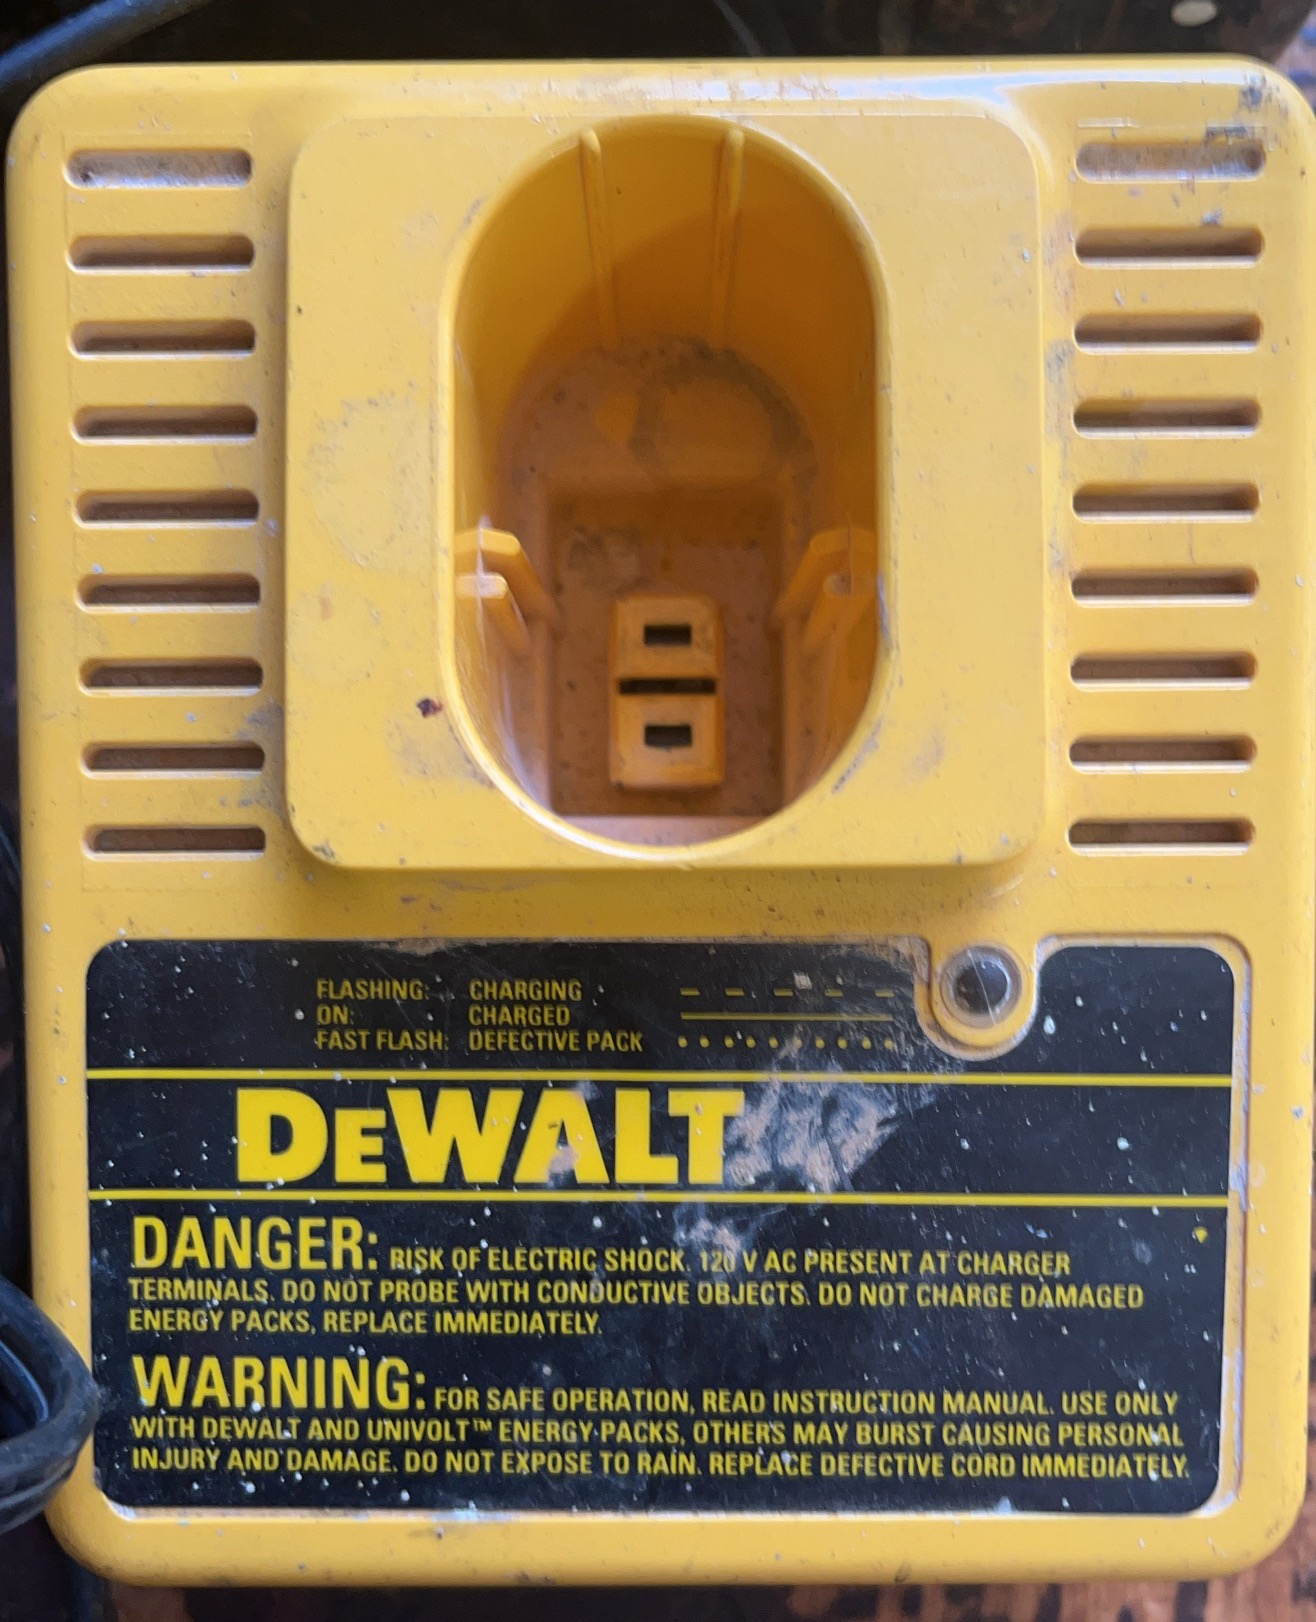 FLASHING: CHARGING
ON: CHARGED
FAST FLASH: DEFECTIVE PACK
DEWALT
DANGER: RISK OF ELECTRIC SHOCK. 120 V AC PRESENT AT CHARGER
TERMINALS. DO NOT PROBE WITH CONDUCTIVE OBJECTS. DO NOT CHARGE DAMAGED
ENERGY PACKS, REPLACE IMMEDIATELY.
WARNING: FOR SAFE OPERATION, READ INSTRUCTION MANUAL. USE ONLY
WITH DEWALT AND UNIVOLT™ ENERGY PACKS. OTHERS MAY BURST CAUSING PERSONAL
INJURY AND DAMAGE. DO NOT EXPOSE TO RAIN. REPLACE DEFECTIVE CORD IMMEDIATELY.